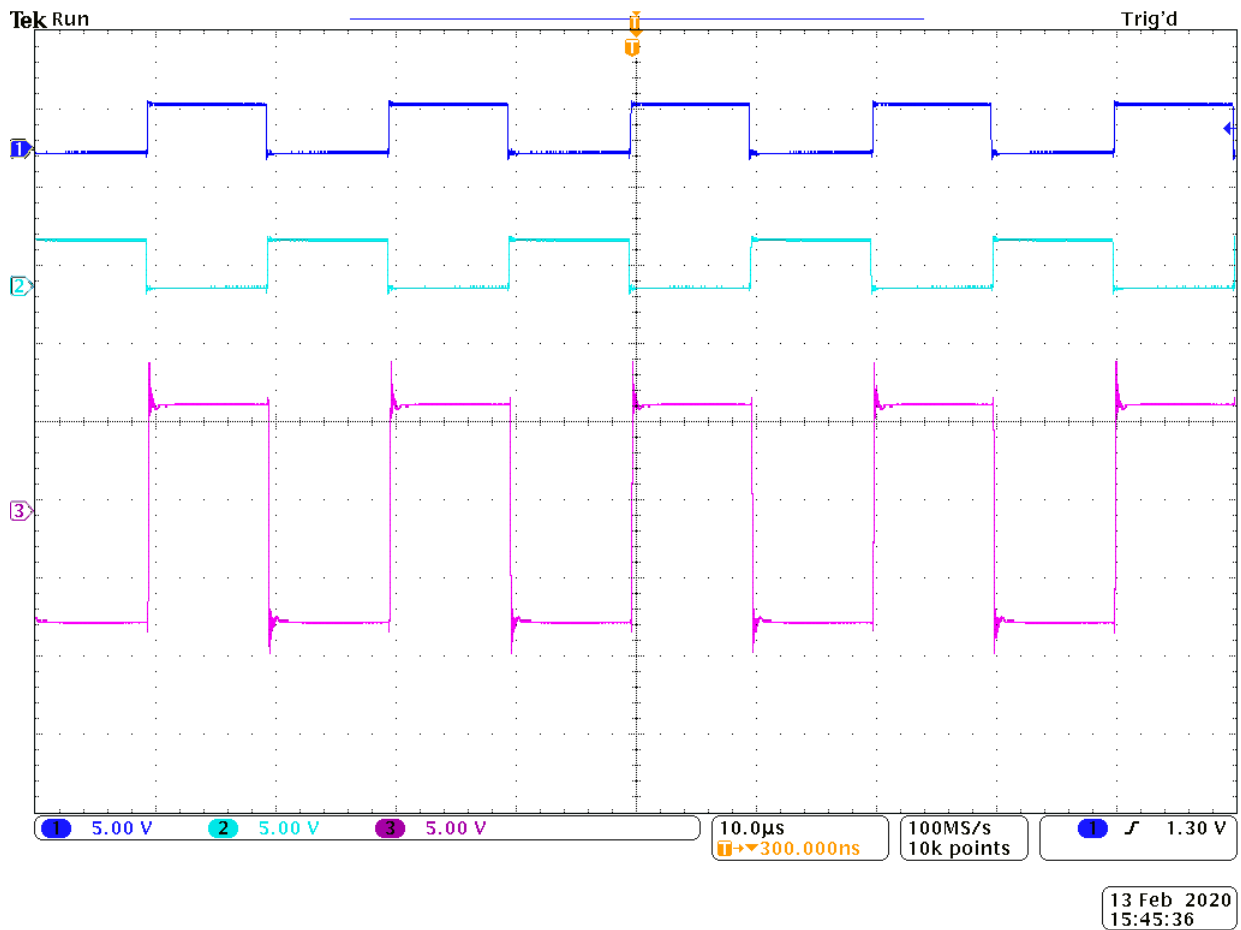 Tek Run Trig'd
T
T
1
2
3
1 5.00 V 2 5.00 V 3 5.00 V
10.0µs
T→▼300.000ns
100MS/s
10k points
1 ƒ 1.30 V
13 Feb 2020
15:45:36